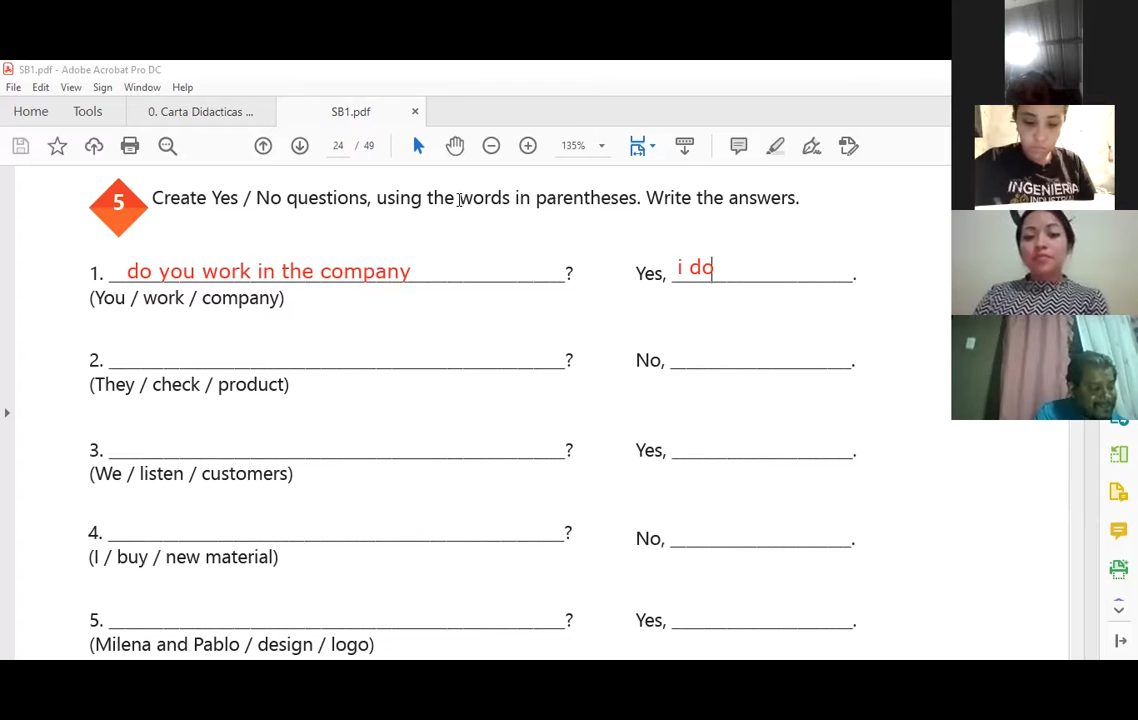 SB1.pdf - Adobe Acrobat Pro DC
File Edit View Sign Window Help
Home Tools 0. Carta Didacticas ... SB1.pdf ×
24 / 49 135%
5 Create Yes / No questions, using the words in parentheses. Write the answers.
1. do you work in the company ? Yes, i do .
(You / work / company)
2. ? No, .
(They / check / product)
3. ? Yes, .
(We / listen / customers)
4. ? No, .
(I / buy / new material)
5. ? Yes, .
(Milena and Pablo / design / logo)
INGENIERIA
INDUSTRIAL